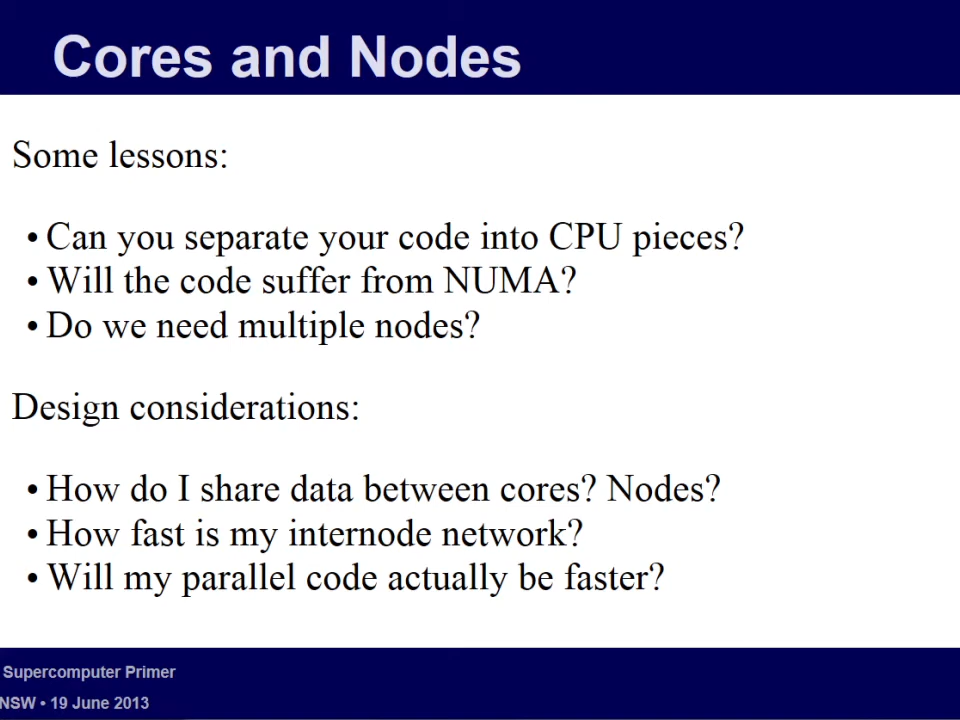 Cores and Nodes
Some lessons:
• Can you separate your code into CPU pieces?
• Will the code suffer from NUMA?
• Do we need multiple nodes?
Design considerations:
• How do I share data between cores? Nodes?
• How fast is my internode network?
• Will my parallel code actually be faster?
Supercomputer Primer
NSW • 19 June 2013